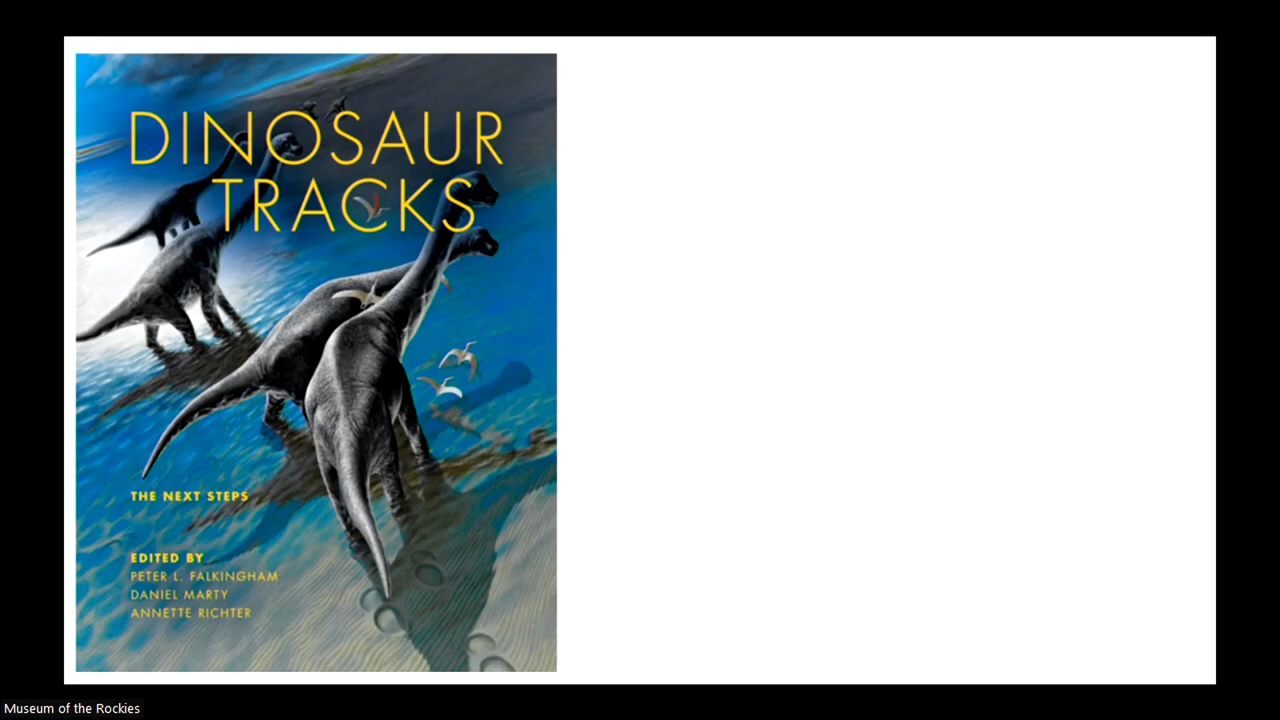 DINOSAUR
TRACKS
THE NEXT STEPS
EDITED BY
PETER L. FALKINGHAM
DANIEL MARTY
ANNETTE RICHTER
Museum of the Rockies